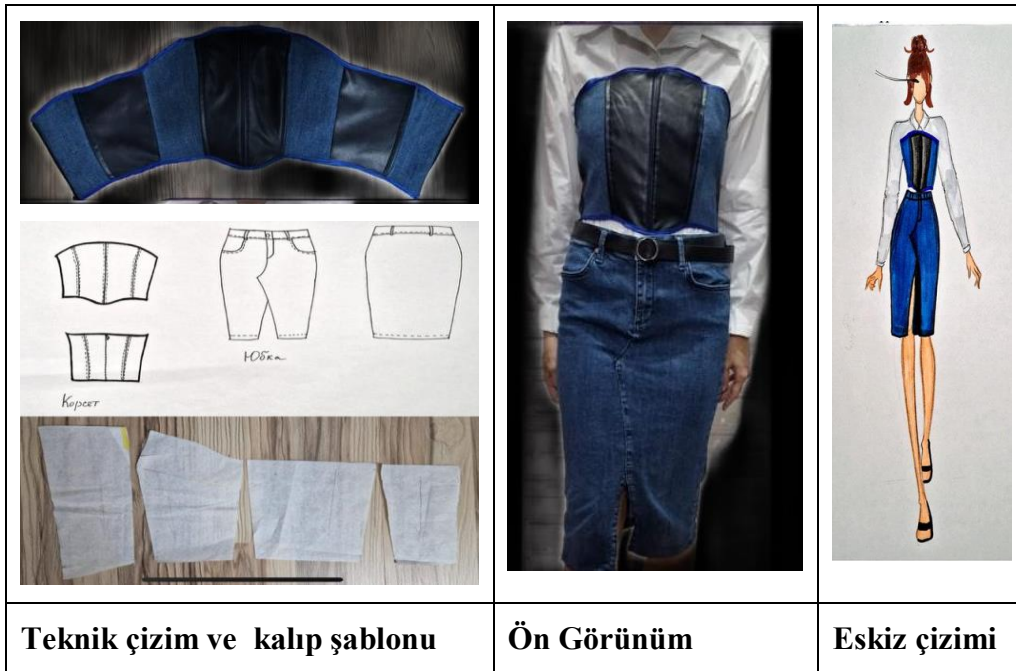 Юбка
Корсет
Teknik çizim ve kalıp şablonu
Ön Görünüm
Eskiz çizimi